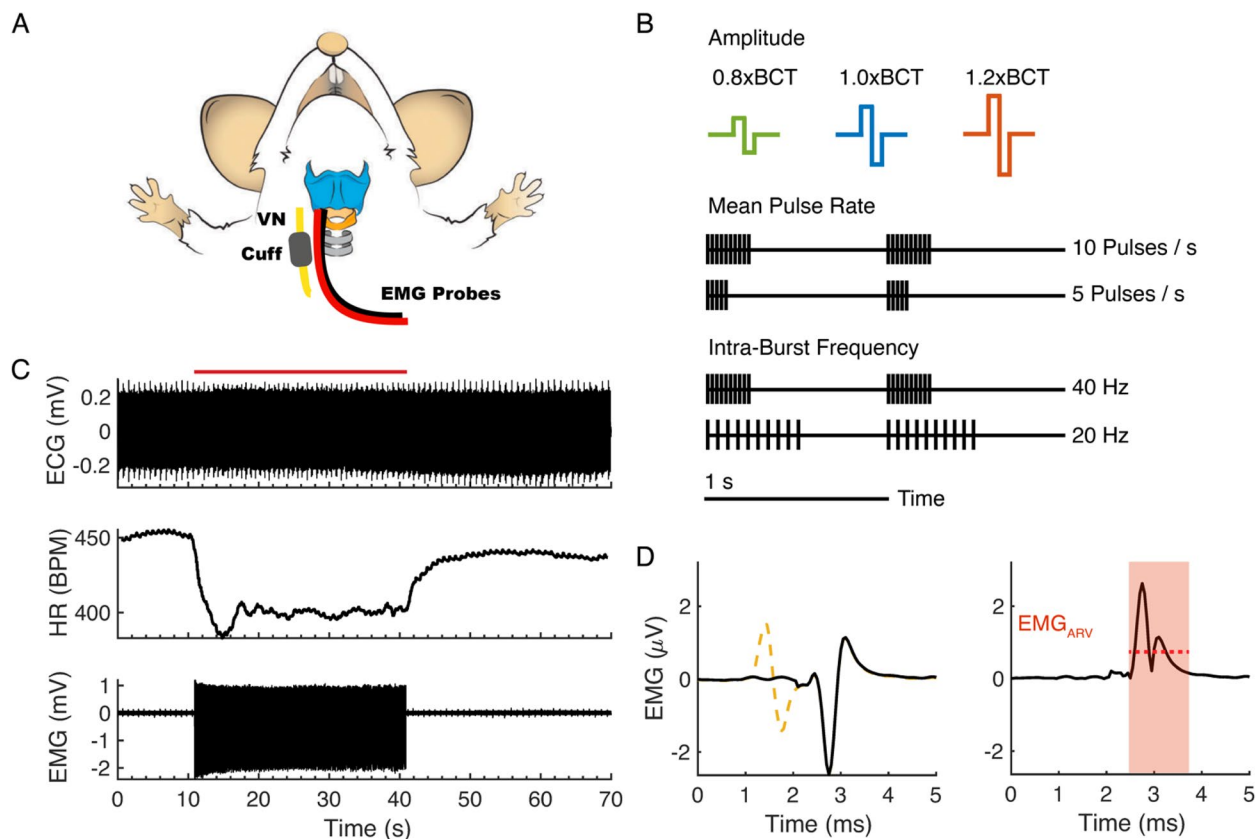 A
VN
Cuff
EMG Probes
B
Amplitude
0.8xBCT 1.0xBCT 1.2xBCT
Mean Pulse Rate
10 Pulses / s
5 Pulses / s
Intra-Burst Frequency
40 Hz
20 Hz
1 s
Time
C
ECG (mV)
0.2
0
-0.2
HR (BPM)
450
400
EMG (mV)
1
0
-1
-2
0 10 20 30 40 50 60 70
Time (s)
D
EMG (μV)
2
0
-2
0 1 2 3 4 5
Time (ms)
EMG_ARV
2
0
-2
0 1 2 3 4 5
Time (ms)